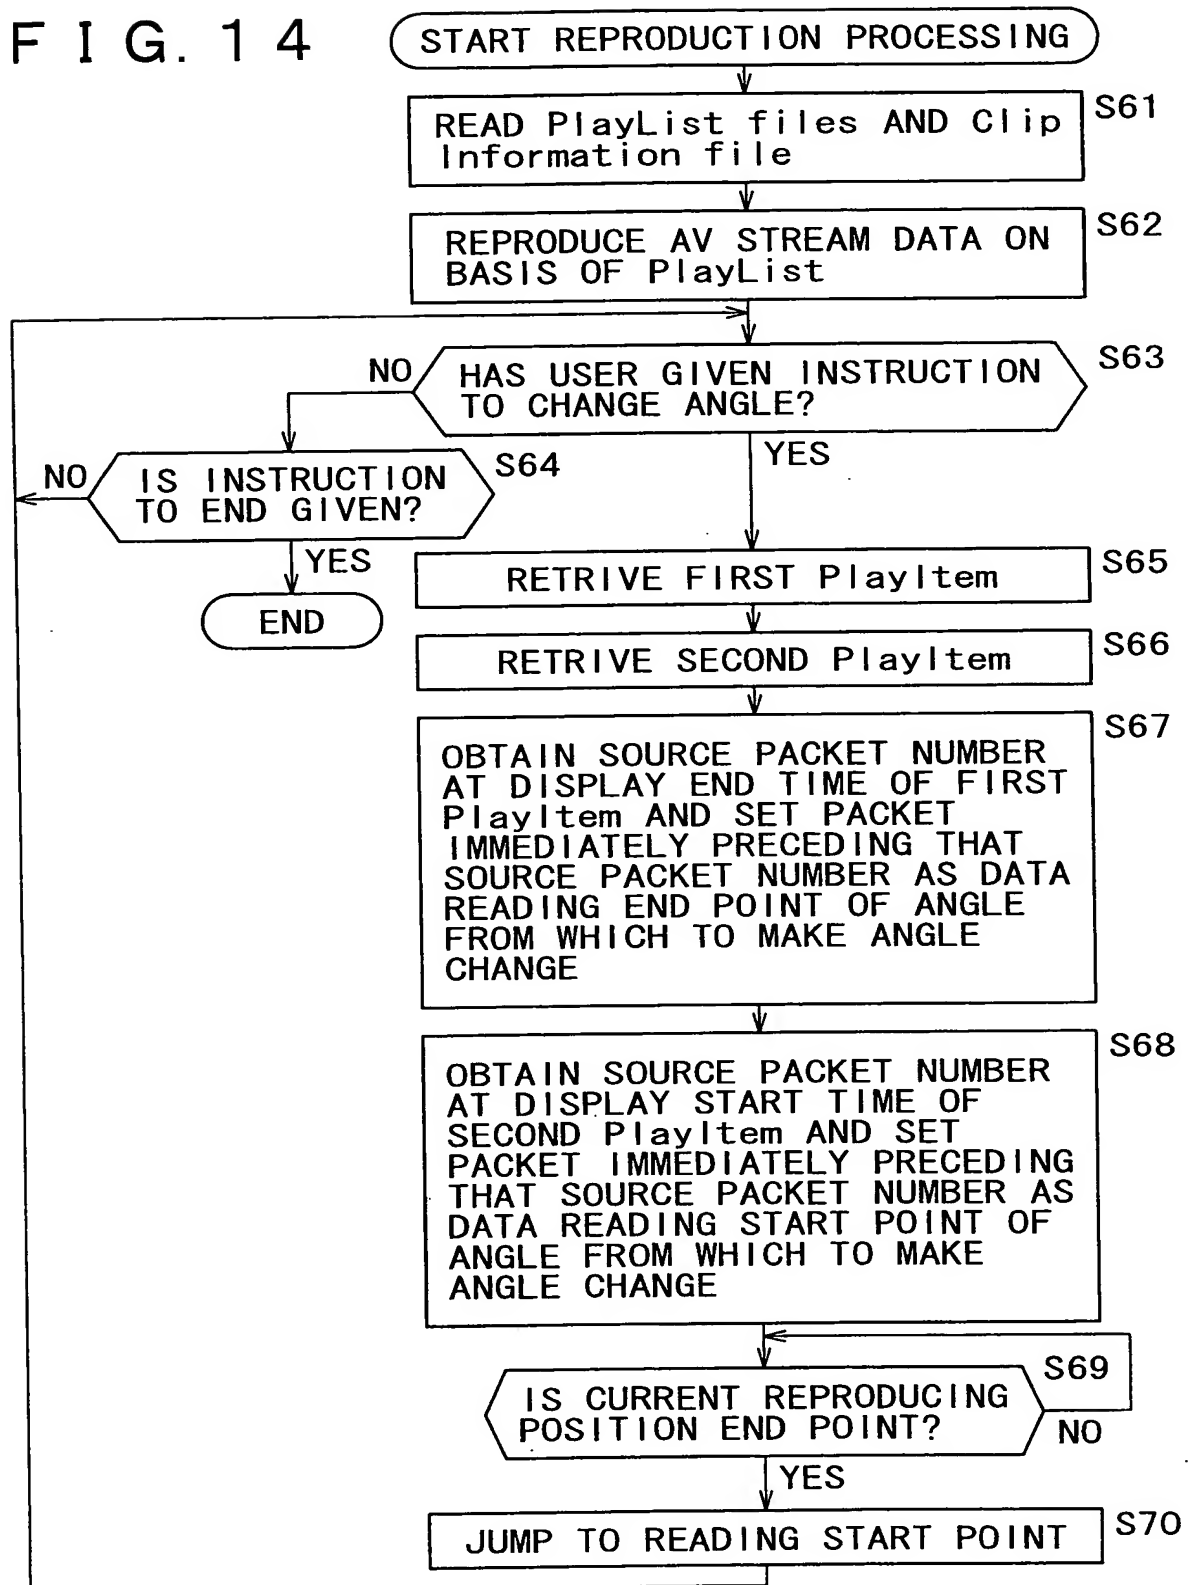 FIG. 14
START REPRODUCTION PROCESSING
S61
READ PlayList files AND Clip
Information file
S62
REPRODUCE AV STREAM DATA ON
BASIS OF PlayList
S63
NO
HAS USER GIVEN INSTRUCTION
TO CHANGE ANGLE?
YES
S64
NO
IS INSTRUCTION
TO END GIVEN?
YES
END
S65
RETRIVE FIRST PlayItem
S66
RETRIVE SECOND PlayItem
S67
OBTAIN SOURCE PACKET NUMBER
AT DISPLAY END TIME OF FIRST
PlayItem AND SET PACKET
IMMEDIATELY PRECEDING THAT
SOURCE PACKET NUMBER AS DATA
READING END POINT OF ANGLE
FROM WHICH TO MAKE ANGLE
CHANGE
S68
OBTAIN SOURCE PACKET NUMBER
AT DISPLAY START TIME OF
SECOND PlayItem AND SET
PACKET IMMEDIATELY PRECEDING
THAT SOURCE PACKET NUMBER AS
DATA READING START POINT OF
ANGLE FROM WHICH TO MAKE
ANGLE CHANGE
S69
IS CURRENT REPRODUCING
POSITION END POINT?
NO
YES
S70
JUMP TO READING START POINT